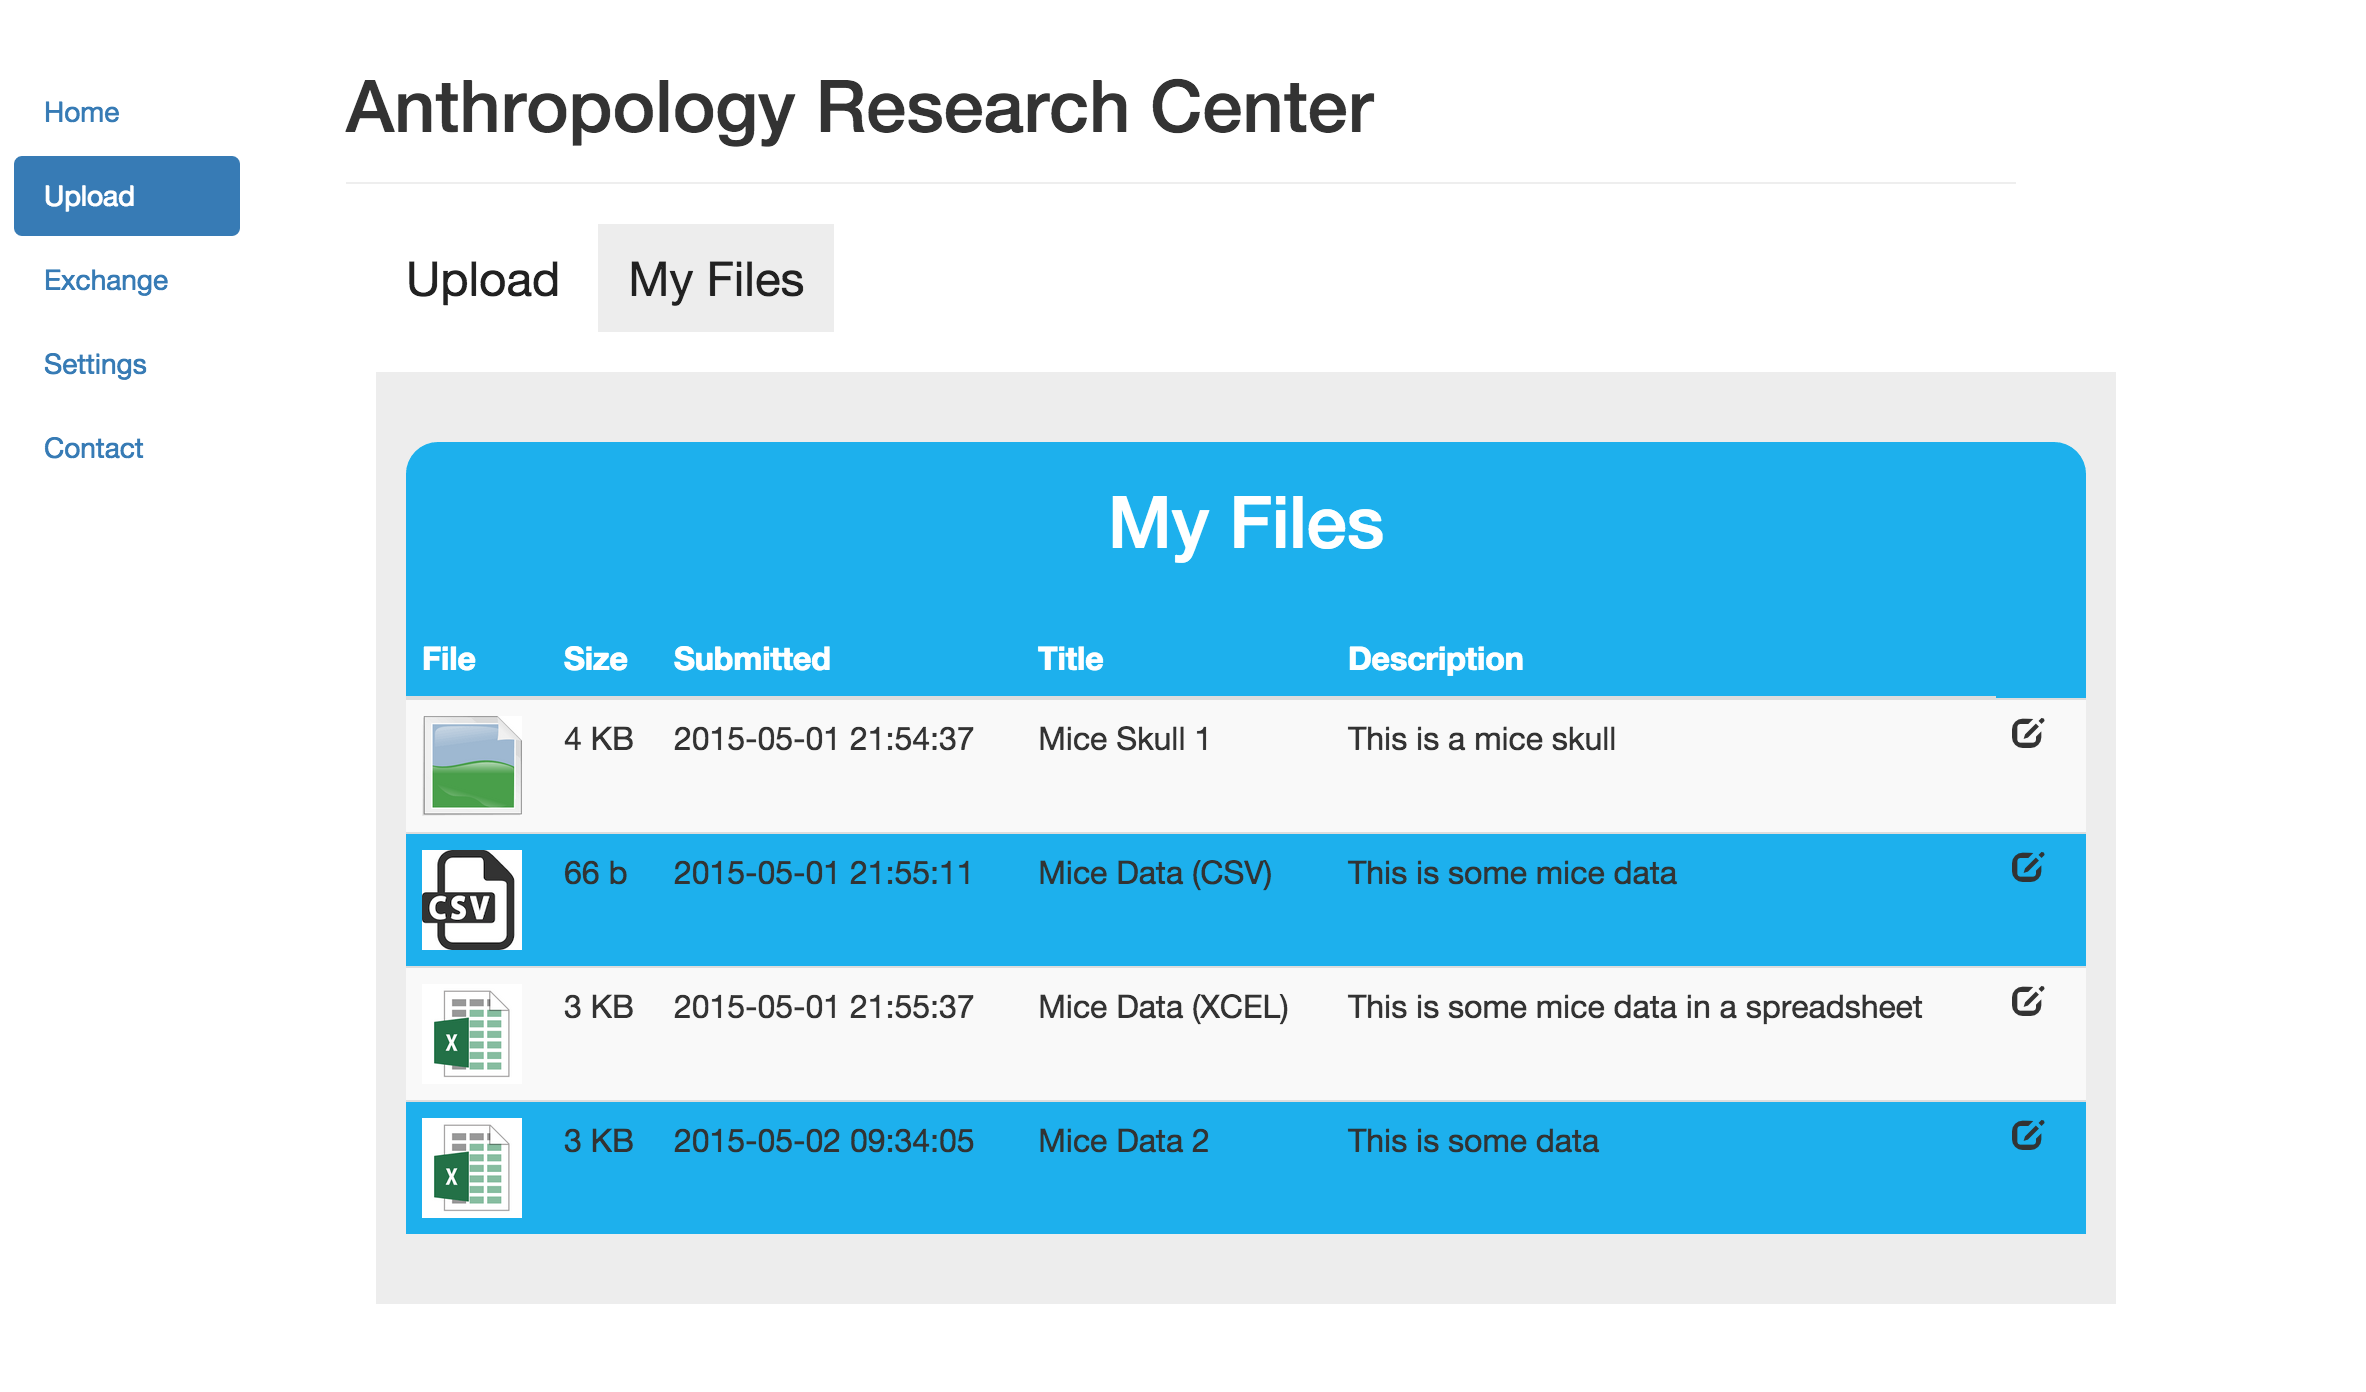 Anthropology Research Center
Home
Upload
Exchange
Settings
Contact
Upload My Files
My Files
File Size Submitted Title Description
4 KB 2015-05-01 21:54:37 Mice Skull 1 This is a mice skull
CSV 66 b 2015-05-01 21:55:11 Mice Data (CSV) This is some mice data
X 3 KB 2015-05-01 21:55:37 Mice Data (XCEL) This is some mice data in a spreadsheet
X 3 KB 2015-05-02 09:34:05 Mice Data 2 This is some data